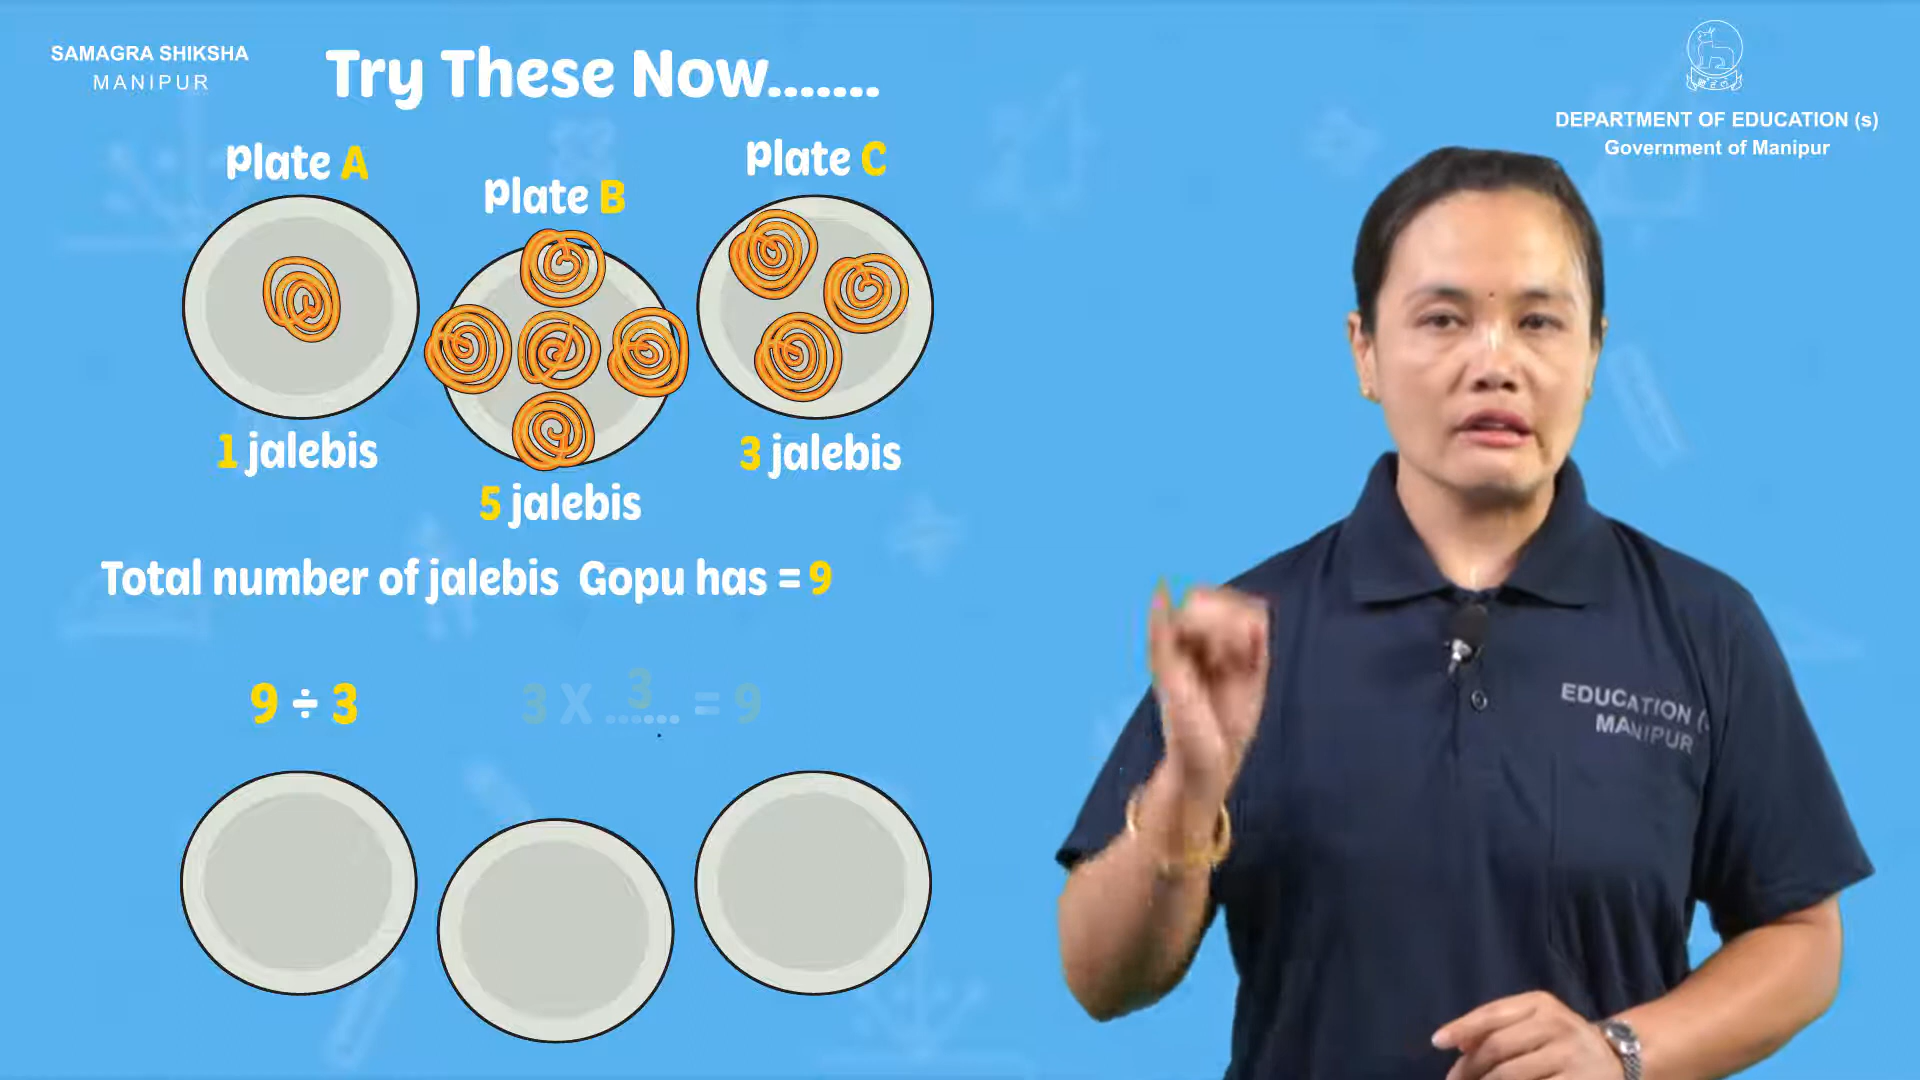 SAMAGRA SHIKSHA
MANIPUR
Try These Now.......
DEPARTMENT OF EDUCATION (s)
Government of Manipur
Plate A
Plate B
Plate C
1 jalebis
5 jalebis
3 jalebis
Total number of jalebis Gopu has = 9
9 ÷ 3
3 X ...3.... = 9
EDUCATION (
MANIPUR